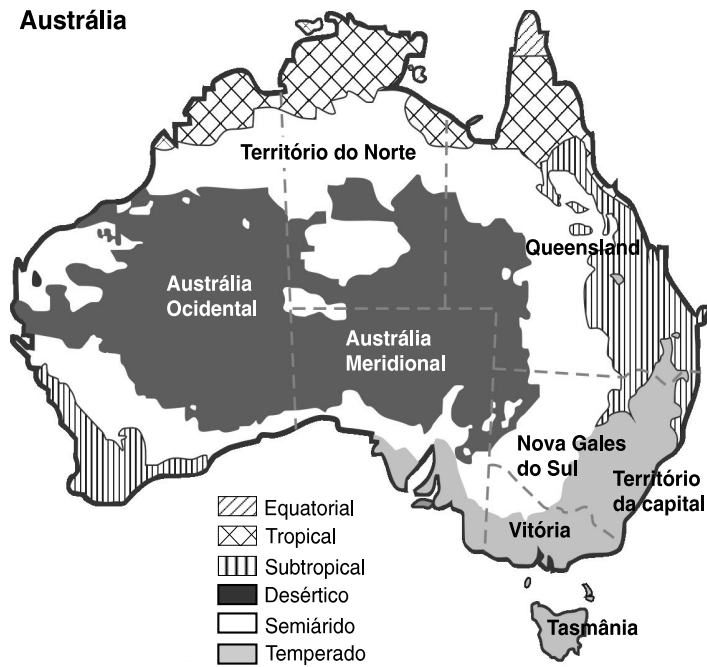 Austrália
Território do Norte
Queensland
Austrália
Ocidental
Austrália
Meridional
Nova Gales
do Sul
Território
da capital
Vitória
Tasmânia
Equatorial
Tropical
Subtropical
Desértico
Semiárido
Temperado